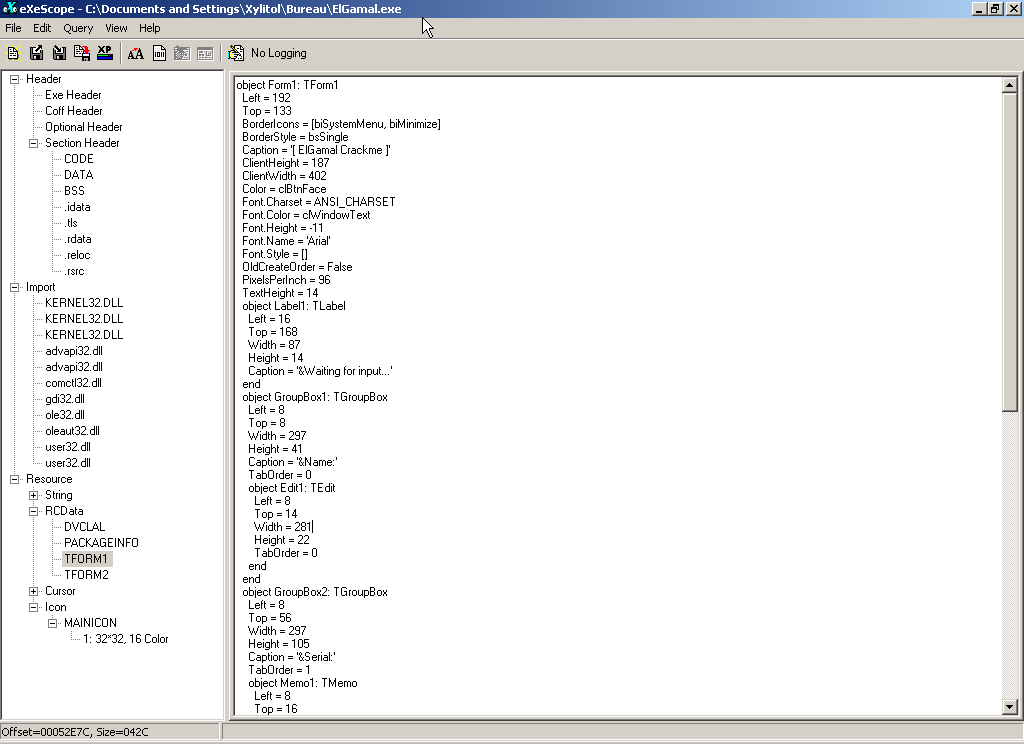 eXeScope - C:\Documents and Settings\Xylitol\Bureau\ElGamal.exe
File Edit Query View Help
XP No Logging
Header
Exe Header
Coff Header
Optional Header
Section Header
CODE
DATA
BSS
.idata
.tls
.rdata
.reloc
.rsrc
Import
KERNEL32.DLL
KERNEL32.DLL
KERNEL32.DLL
advapi32.dll
advapi32.dll
comctl32.dll
gdi32.dll
ole32.dll
oleaut32.dll
user32.dll
user32.dll
Resource
String
RCData
DVCLAL
PACKAGEINFO
TFORM1
TFORM2
Cursor
Icon
MAINICON
1: 32*32, 16 Color
object Form1: TForm1
Left = 192
Top = 133
BorderIcons = [biSystemMenu, biMinimize]
BorderStyle = bsSingle
Caption = '[ ElGamal Crackme ]'
ClientHeight = 187
ClientWidth = 402
Color = clBtnFace
Font.Charset = ANSI_CHARSET
Font.Color = clWindowText
Font.Height = -11
Font.Name = 'Arial'
Font.Style = []
OldCreateOrder = False
PixelsPerInch = 96
TextHeight = 14
object Label1: TLabel
Left = 16
Top = 168
Width = 87
Height = 14
Caption = '&Waiting for input...'
end
object GroupBox1: TGroupBox
Left = 8
Top = 8
Width = 297
Height = 41
Caption = '&Name:'
TabOrder = 0
object Edit1: TEdit
Left = 8
Top = 14
Width = 281
Height = 22
TabOrder = 0
end
end
object GroupBox2: TGroupBox
Left = 8
Top = 56
Width = 297
Height = 105
Caption = '&Serial:'
TabOrder = 1
object Memo1: TMemo
Left = 8
Top = 16
Offset=00052E7C, Size=042C